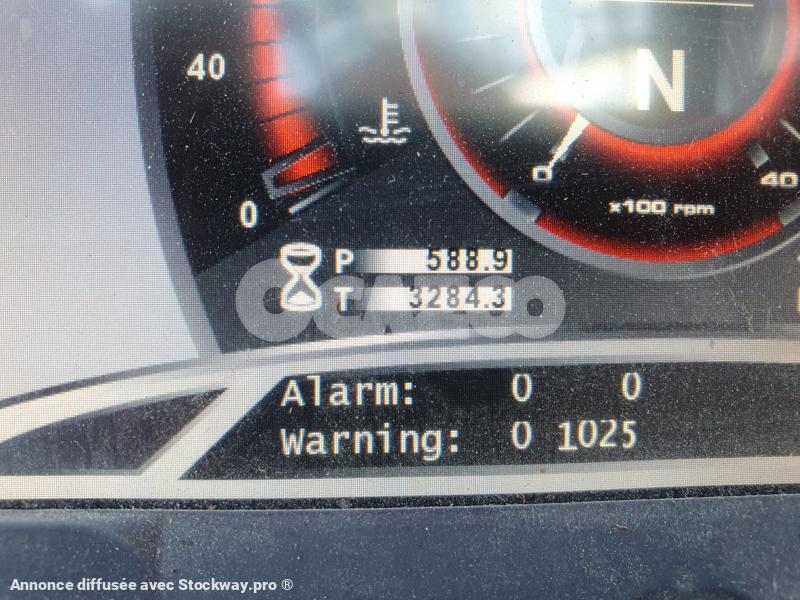 40
N
0
0
40
x100 rpm
P 588.9
T 3284.3
OCAZOO
Alarm: 0 0
Warning: 0 1025
Annonce diffusée avec Stockway.pro ®